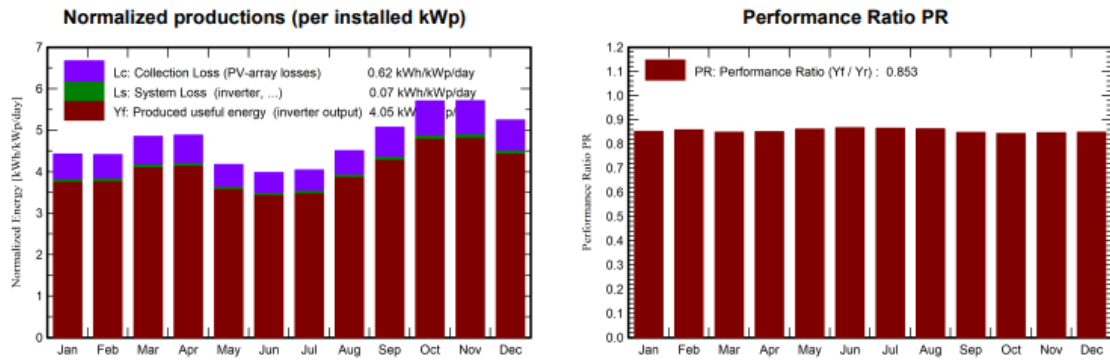 Normalized productions (per installed kWp)
Normalized Energy [kWh/kWp/day]
7
6
5
4
3
2
1
0
Lc: Collection Loss (PV-array losses) 0.62 kWh/kWp/day
Ls: System Loss (inverter, ...) 0.07 kWh/kWp/day
Yf: Produced useful energy (inverter output) 4.05 kWh/kWp/day
Jan Feb Mar Apr May Jun Jul Aug Sep Oct Nov Dec
Performance Ratio PR
Performance Ratio PR
1.2
1.1
1.0
0.9
0.8
0.7
0.6
0.5
0.4
0.3
0.2
0.1
0.0
PR: Performance Ratio (Yf / Yr) : 0.853
Jan Feb Mar Apr May Jun Jul Aug Sep Oct Nov Dec